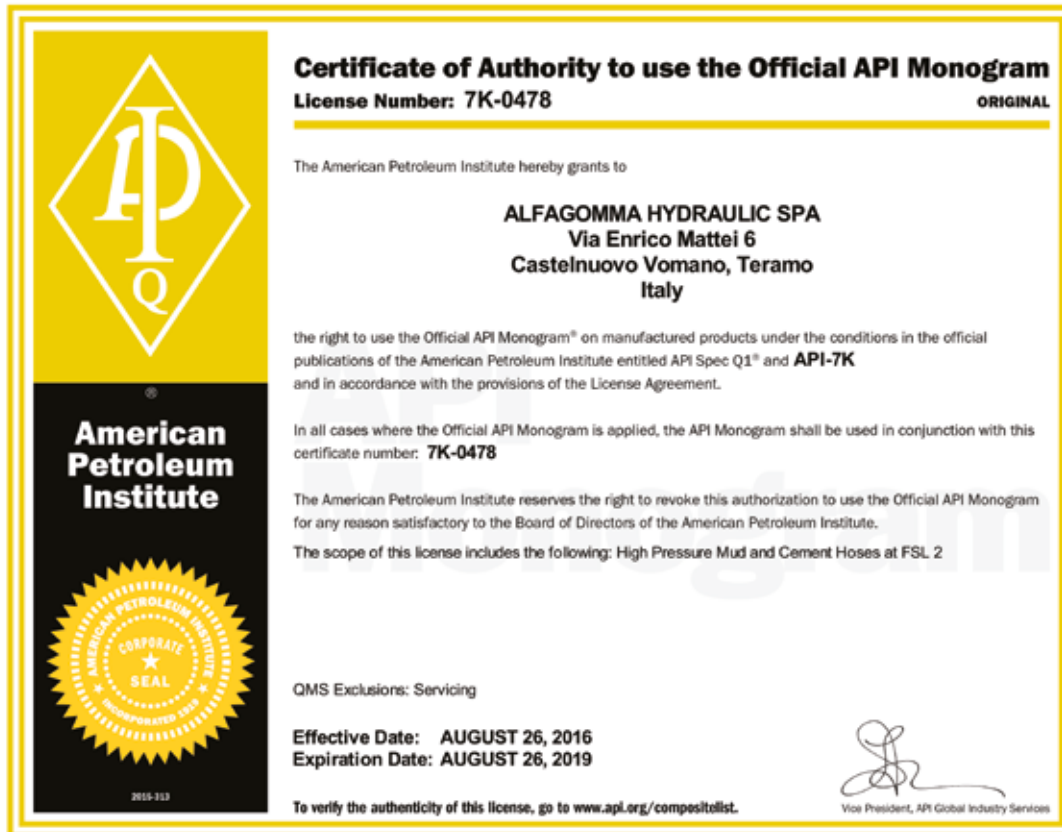 Certificate of Authority to use the Official API Monogram
License Number: 7K-0478
ORIGINAL
The American Petroleum Institute hereby grants to
ALFAGOMMA HYDRAULIC SPA
Via Enrico Mattei 6
Castelnuovo Vomano, Teramo
Italy
the right to use the Official API Monogram® on manufactured products under the conditions in the official
publications of the American Petroleum Institute entitled API Spec Q1® and API-7K
and in accordance with the provisions of the License Agreement.
In all cases where the Official API Monogram is applied, the API Monogram shall be used in conjunction with this
certificate number: 7K-0478
The American Petroleum Institute reserves the right to revoke this authorization to use the Official API Monogram
for any reason satisfactory to the Board of Directors of the American Petroleum Institute.
The scope of this license includes the following: High Pressure Mud and Cement Hoses at FSL 2
API
Monogram
QMS Exclusions: Servicing
Effective Date: AUGUST 26, 2016
Expiration Date: AUGUST 26, 2019
To verify the authenticity of this license, go to www.api.org/compositelist.
Vice President, API Global Industry Services
API
Q
®
American
Petroleum
Institute
AMERICAN PETROLEUM INSTITUTE
CORPORATE
SEAL
INCORPORATED 1919
2015-313